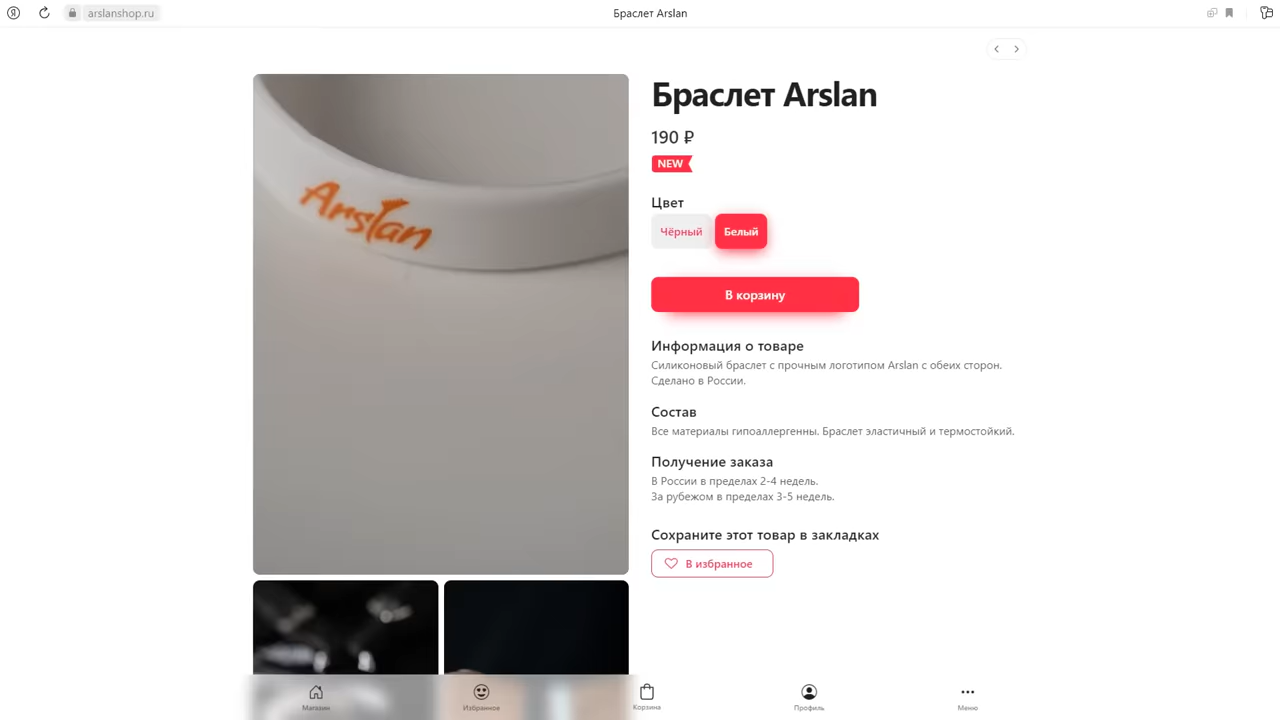 arslanshop.ru
Браслет Arslan
Браслет Arslan
190 ₽
NEW
Arslan
Цвет
Чёрный
Белый
В корзину
Информация о товаре
Силиконовый браслет с прочным логотипом Arslan с обеих сторон.
Сделано в России.
Состав
Все материалы гипоаллергенны. Браслет эластичный и термостойкий.
Получение заказа
В России в пределах 2-4 недель.
За рубежом в пределах 3-5 недель.
Сохраните этот товар в закладках
В избранное
Магазин
Избранное
Корзина
Профиль
Меню